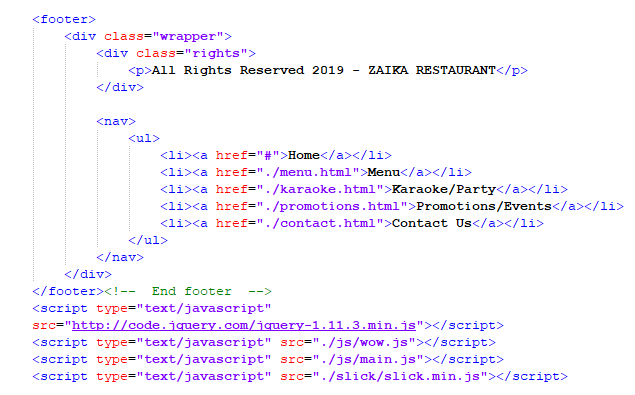 <footer>
<div class="wrapper">
<div class="rights">
<p>All Rights Reserved 2019 - ZAIKA RESTAURANT</p>
</div>
<nav>
<ul>
<li><a href="#">Home</a></li>
<li><a href="./menu.html">Menu</a></li>
<li><a href="./karaoke.html">Karaoke/Party</a></li>
<li><a href="./promotions.html">Promotions/Events</a></li>
<li><a href="./contact.html">Contact Us</a></li>
</ul>
</nav>
</div>
</footer><!--  End footer  -->
<script type="text/javascript"
src="http://code.jquery.com/jquery-1.11.3.min.js"></script>
<script type="text/javascript" src="./js/wow.js"></script>
<script type="text/javascript" src="./js/main.js"></script>
<script type="text/javascript" src="./slick/slick.min.js"></script>